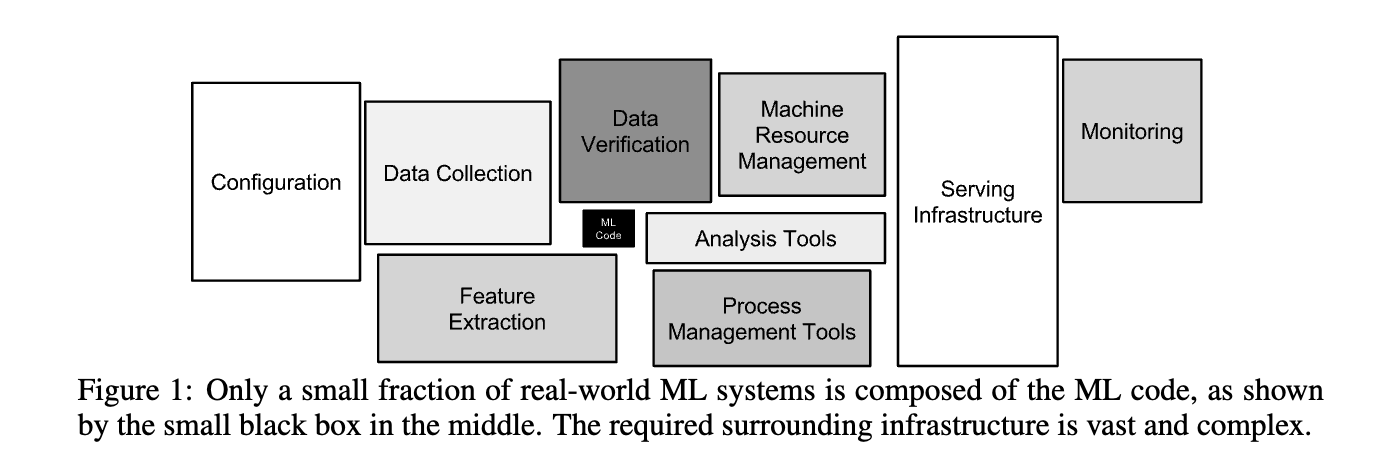 Configuration
Data Collection
Data
Verification
Machine
Resource
Management
Serving
Infrastructure
Monitoring
ML
Code
Analysis Tools
Feature
Extraction
Process
Management Tools
Figure 1: Only a small fraction of real-world ML systems is composed of the ML code, as shown
by the small black box in the middle. The required surrounding infrastructure is vast and complex.